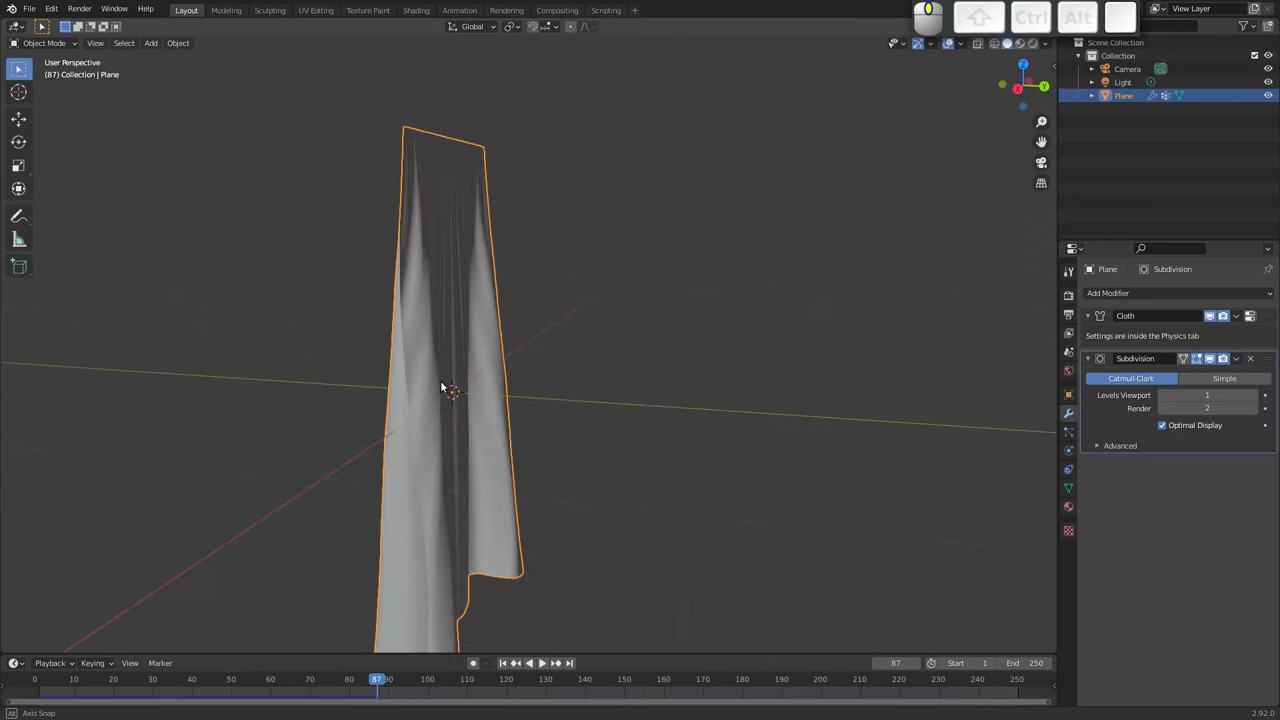 File Edit Render Window Help Layout Modeling Sculpting UV Editing Texture Paint Shading Animation Rendering Compositing Scripting + Ctrl Alt View Layer
Object Mode View Select Add Object Global
User Perspective
(87) Collection | Plane
Z
Y
X
Scene Collection
Collection
Camera
Light
Plane
Plane Subdivision
Add Modifier
Cloth
Settings are inside the Physics tab
Subdivision
Catmull-Clark Simple
Levels Viewport 1
Render 2
Optimal Display
Advanced
Playback Keying View Marker 87 Start 1 End 250
0 10 20 30 40 50 60 70 80 87 90 100 110 120 130 140 150 160 170 180 190 200 210 220 230 240 250
Alt Axis Snap 2.92.0